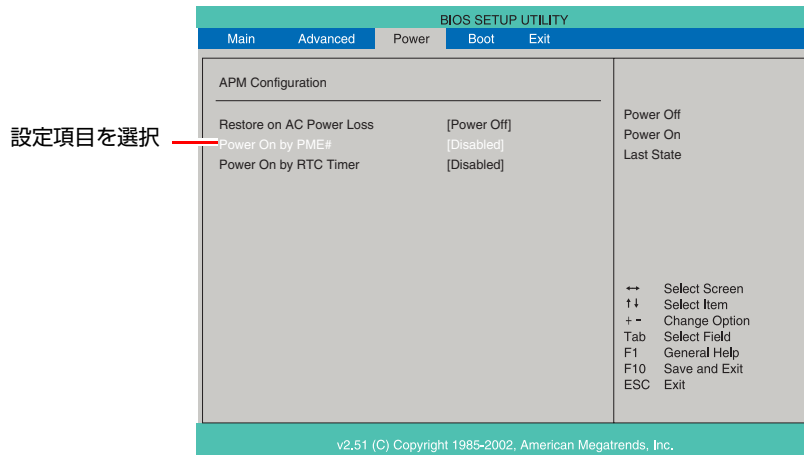 BIOS SETUP UTILITY
Main Advanced Power Boot Exit
APM Configuration
Restore on AC Power Loss [Power Off]
設定項目を選択
Power On by PME# [Disabled]
Power On by RTC Timer [Disabled]
Power Off
Power On
Last State
↔ Select Screen
↑↓ Select Item
+ - Change Option
Tab Select Field
F1 General Help
F10 Save and Exit
ESC Exit
v2.51 (C) Copyright 1985-2002, American Megatrends, Inc.